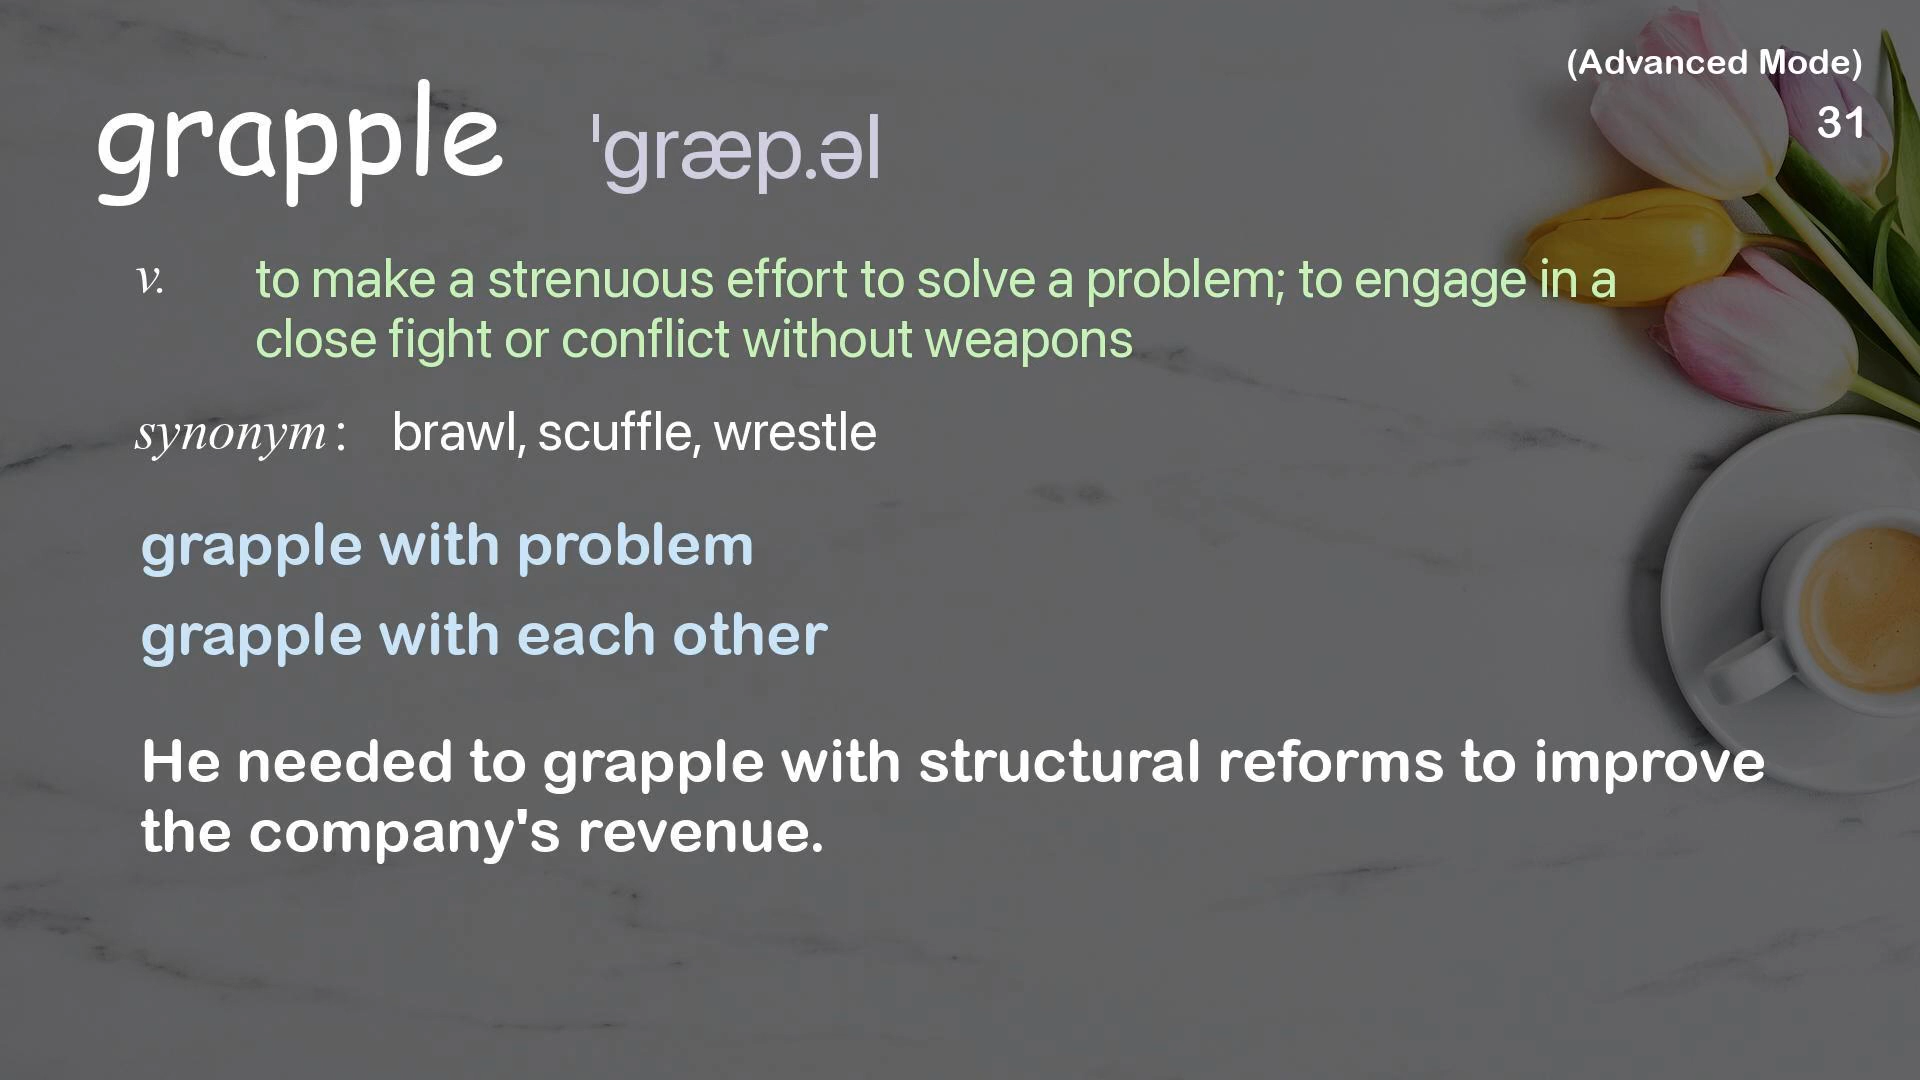 (Advanced Mode)
31
grapple ˈɡræp.əl
v. to make a strenuous effort to solve a problem; to engage in a
close fight or conflict without weapons
synonym: brawl, scuffle, wrestle
grapple with problem
grapple with each other
He needed to grapple with structural reforms to improve
the company's revenue.